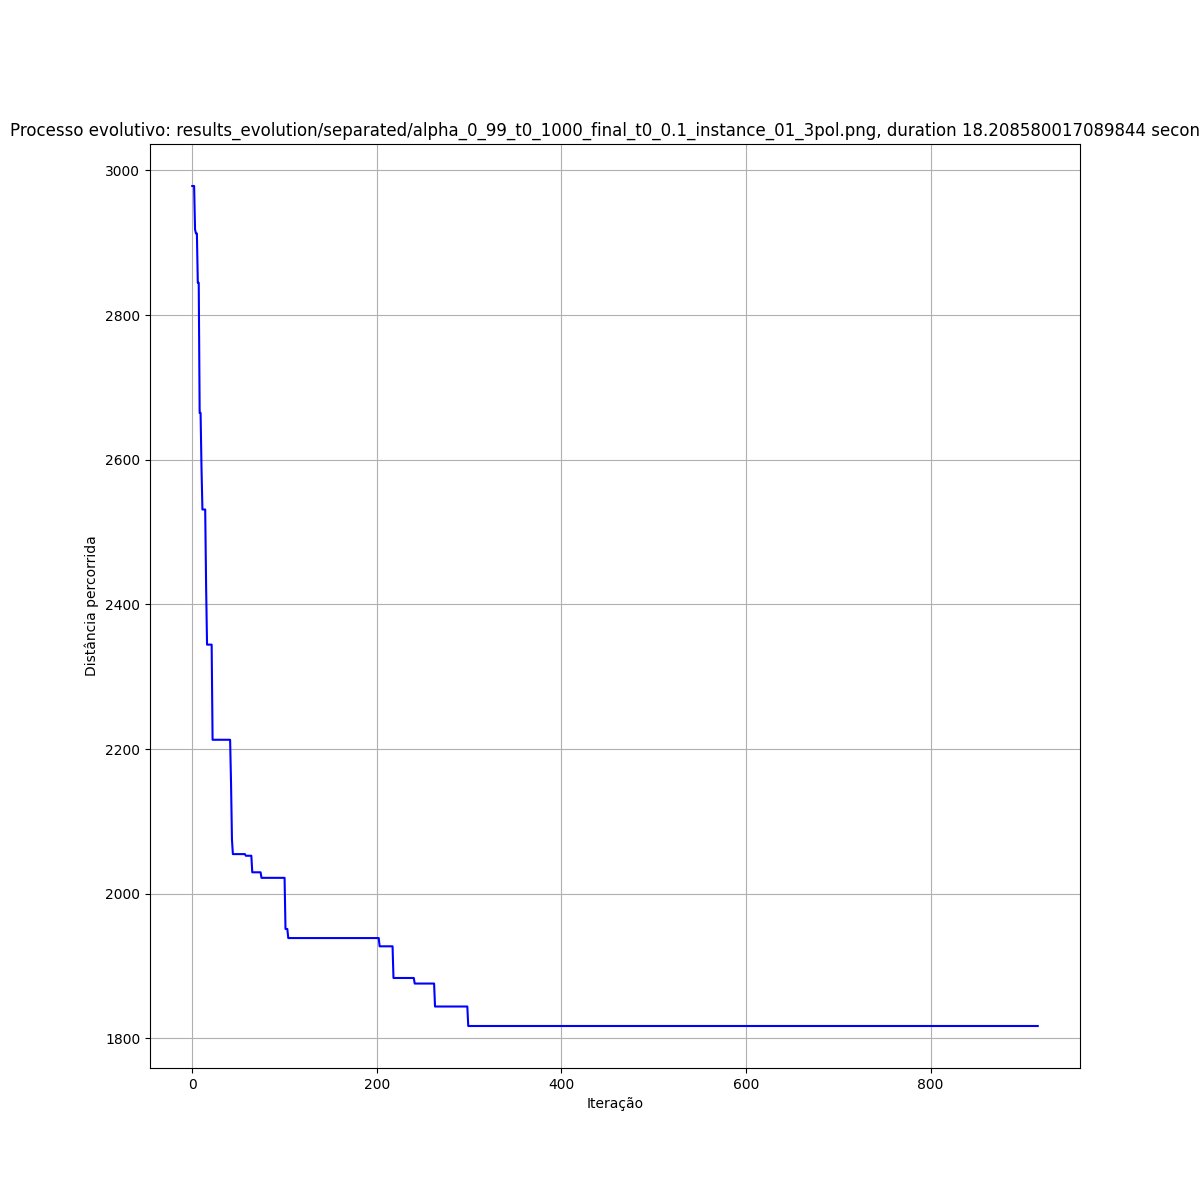 Processo evolutivo: results_evolution/separated/alpha_0_99_t0_1000_final_t0_0.1_instance_01_3pol.png, duration 18.208580017089844 secon
3000
2800
2600
2400
2200
2000
1800
Distância percorrida
0 200 400 600 800
Iteração